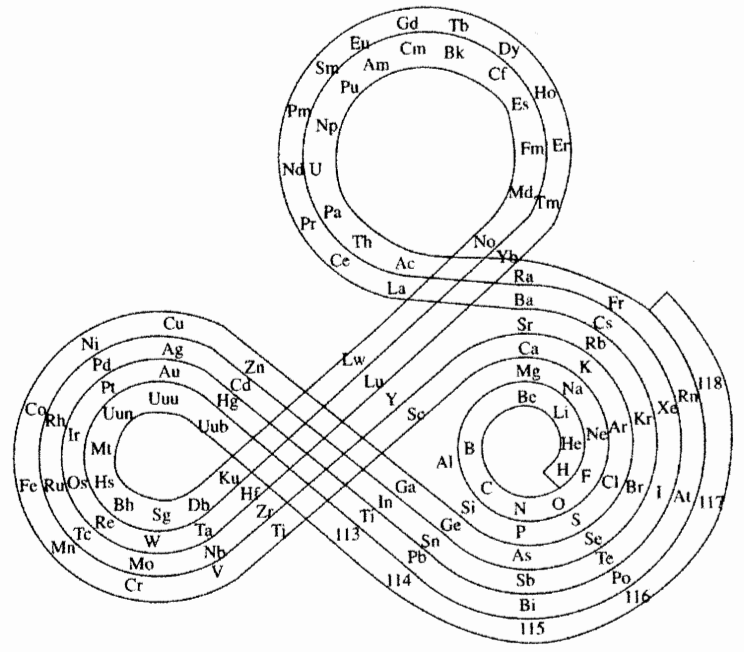 Gd Tb
Eu Cm Bk Dy
Sm Am Cf
Pu Es Ho
Pm Np Fm Er
Nd U
Md Tm
Pr Pa
Th No Yb
Ce Ac
La Ra Fr
Ba Cs
Sr Rb
Ca K
Mg Na
Be Li
He Ne Ar Kr Xe Rn 118
H F Cl Br I At 117
O S Se Te Po 116
N P As Sb Bi 115
C Si Ge Sn Pb 114
B Al Ga In Ti 113
Lw Lu Y Sc
Cu Zn
Ni Ag Cd
Pd Au Hg
Pt Uuu Uub
Uun
Co Rh Ir Mt
Fe Ru Os Hs
Mn Tc Re Bh
Cr Mo W Sg
V Nb Ta Db
Ti Zr Hf Ku